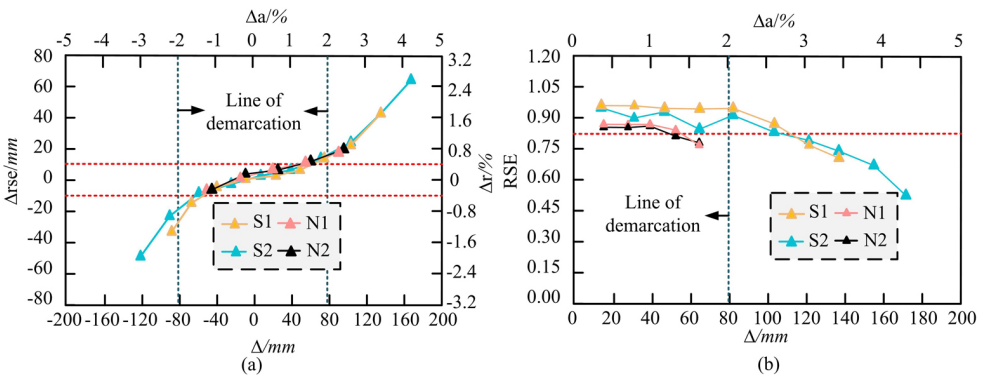 Δa/%
-5 -4 -3 -2 -1 0 1 2 3 4 5
80
60
40
20
0
-20
-40
-60
-80
Δrse/mm
3.2
2.4
1.6
0.8
0
-0.8
-1.6
-2.4
-3.2
Δr/%
Line of
demarcation
S1 N1
S2 N2
-200 -160 -120 -80 -40 0 40 80 120 160 200
Δ/mm
(a)
Δa/%
0 1 2 3 4 5
1.20
1.05
0.90
0.75
0.60
0.45
0.30
0.15
0.00
RSE
Line of
demarcation
S1 N1
S2 N2
0 20 40 60 80 100 120 140 160 180 200
Δ/mm
(b)